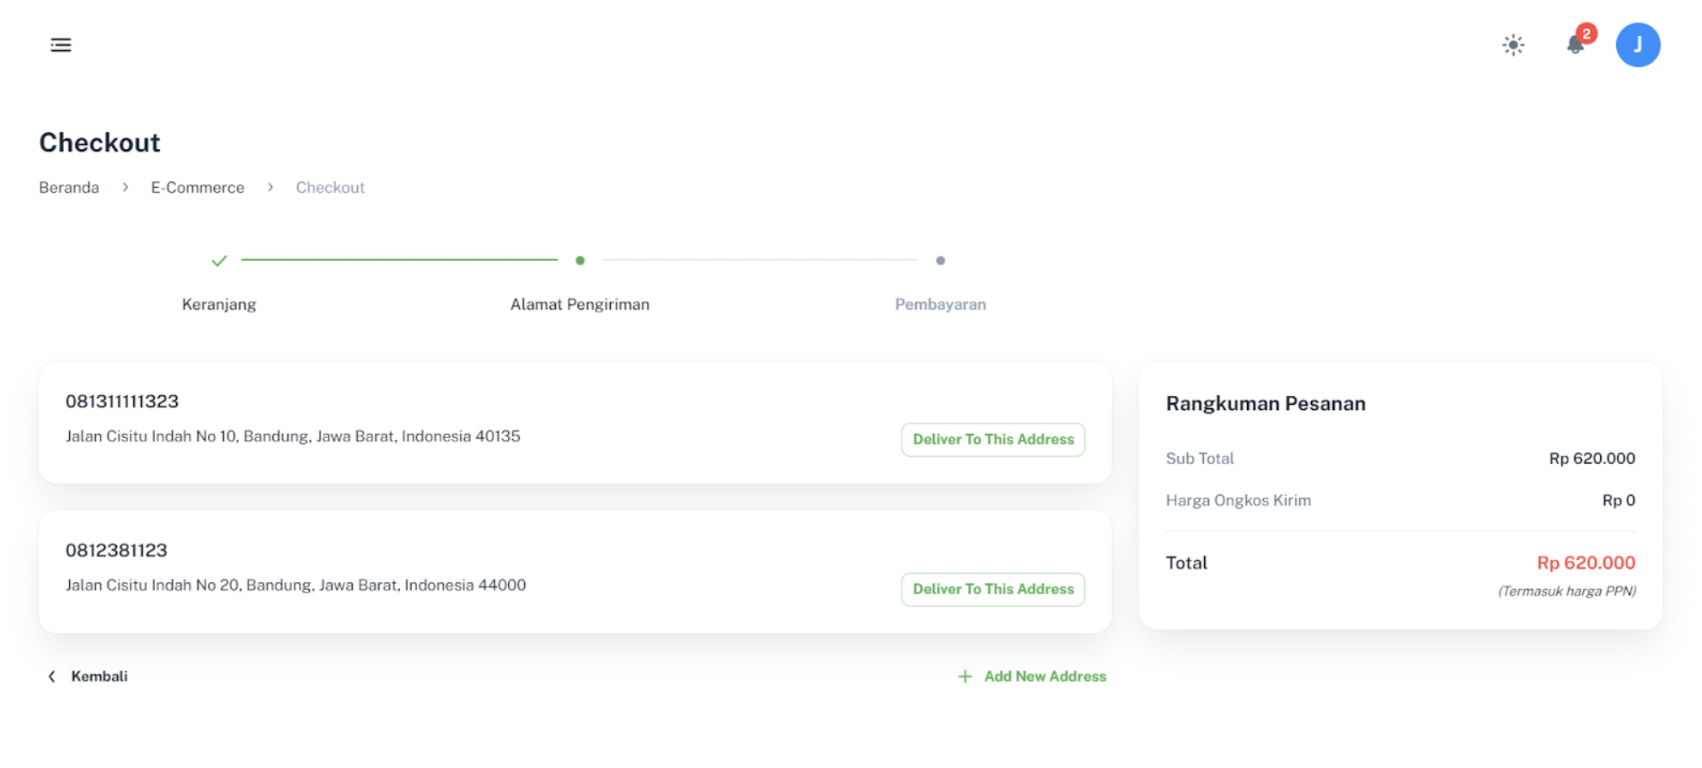 2
J
Checkout
Beranda > E-Commerce > Checkout
Keranjang
Alamat Pengiriman
Pembayaran
081311111323
Jalan Cisitu Indah No 10, Bandung, Jawa Barat, Indonesia 40135
Deliver To This Address
0812381123
Jalan Cisitu Indah No 20, Bandung, Jawa Barat, Indonesia 44000
Deliver To This Address
Kembali
+ Add New Address
Rangkuman Pesanan
Sub Total Rp 620.000
Harga Ongkos Kirim Rp 0
Total Rp 620.000
(Termasuk harga PPN)